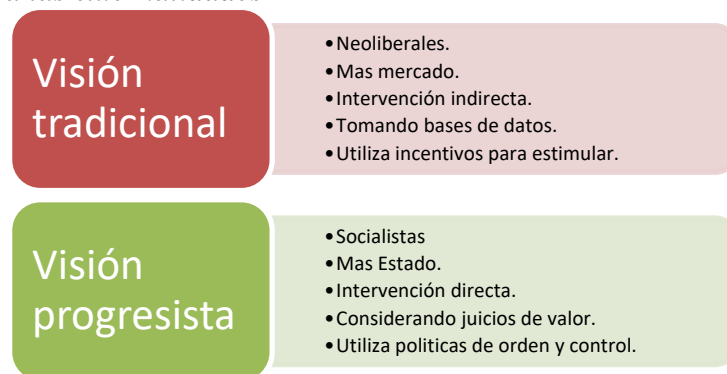 Visión
tradicional
•Neoliberales.
•Mas mercado.
•Intervención indirecta.
•Tomando bases de datos.
•Utiliza incentivos para estimular.
Visión
progresista
•Socialistas
•Mas Estado.
•Intervención directa.
•Considerando juicios de valor.
•Utiliza politicas de orden y control.